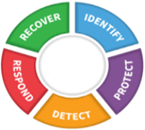 RECOVER
IDENTIFY
PROTECT
DETECT
RESPOND